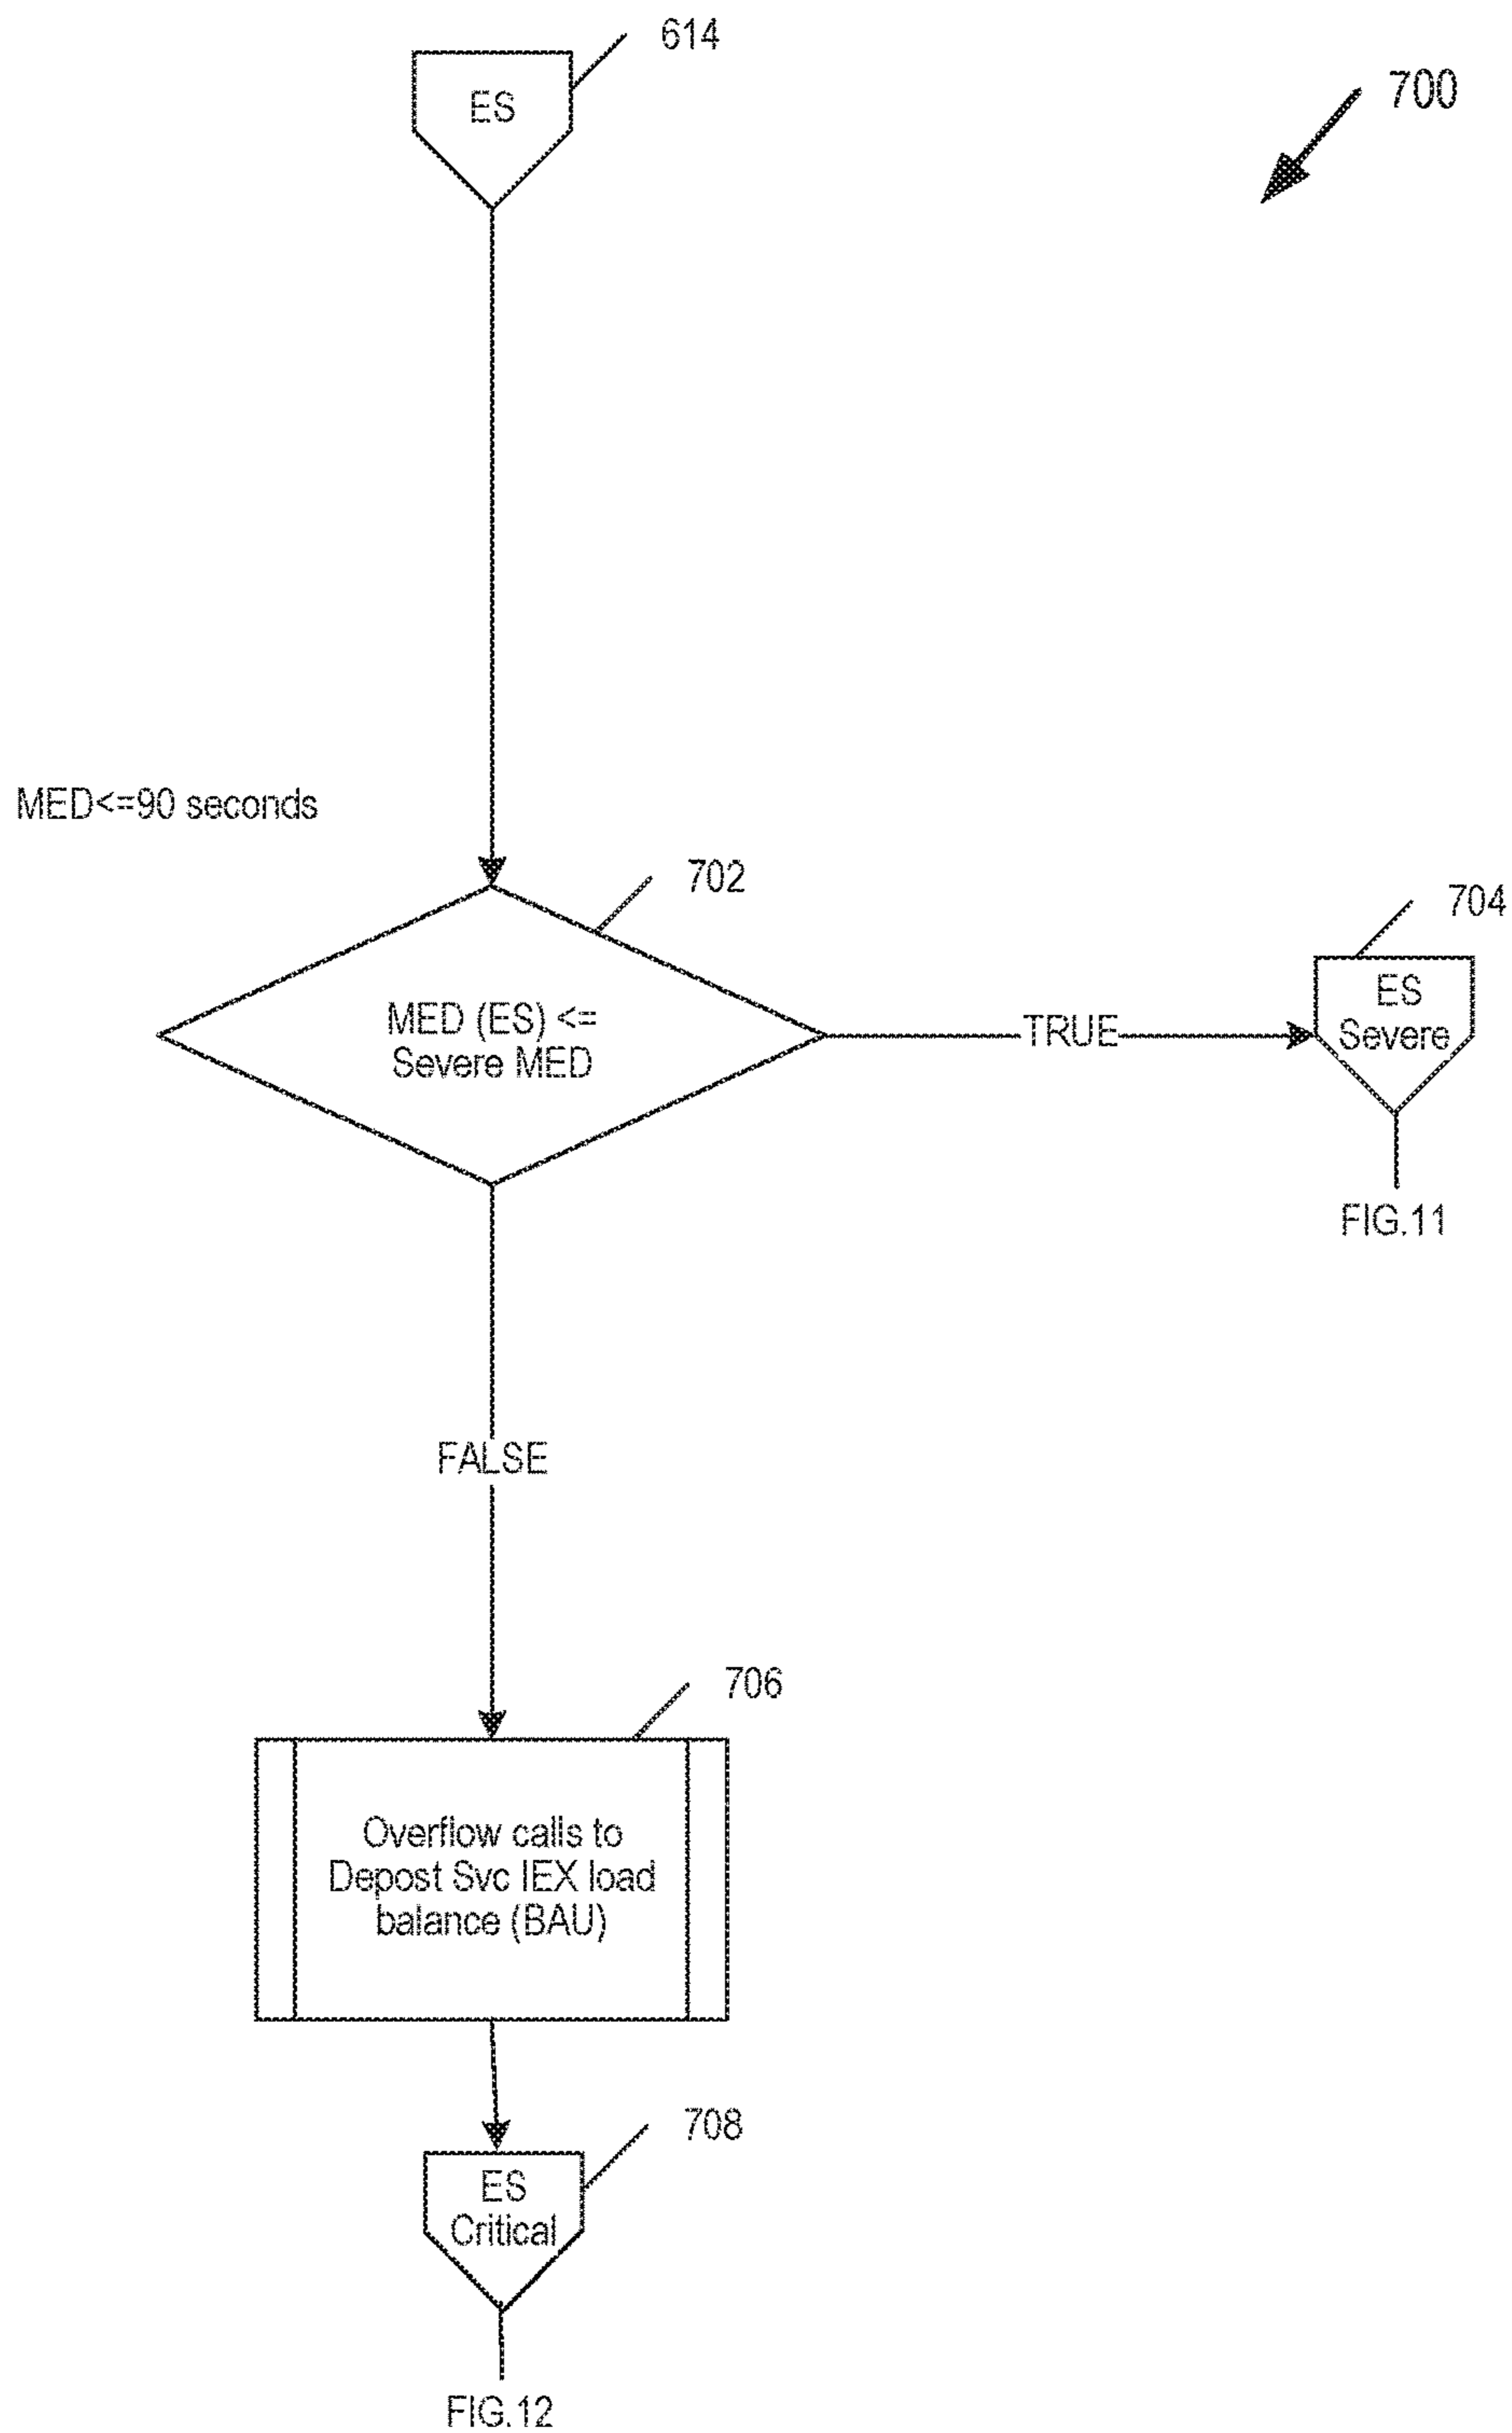 614
ES
700
MED<=90 seconds
702
MED (ES) <=
Severe MED
TRUE
704
ES
Severe
FIG.11
FALSE
706
Overflow calls to
Depost Svc IEX load
balance (BAU)
708
ES
Critical
FIG.12